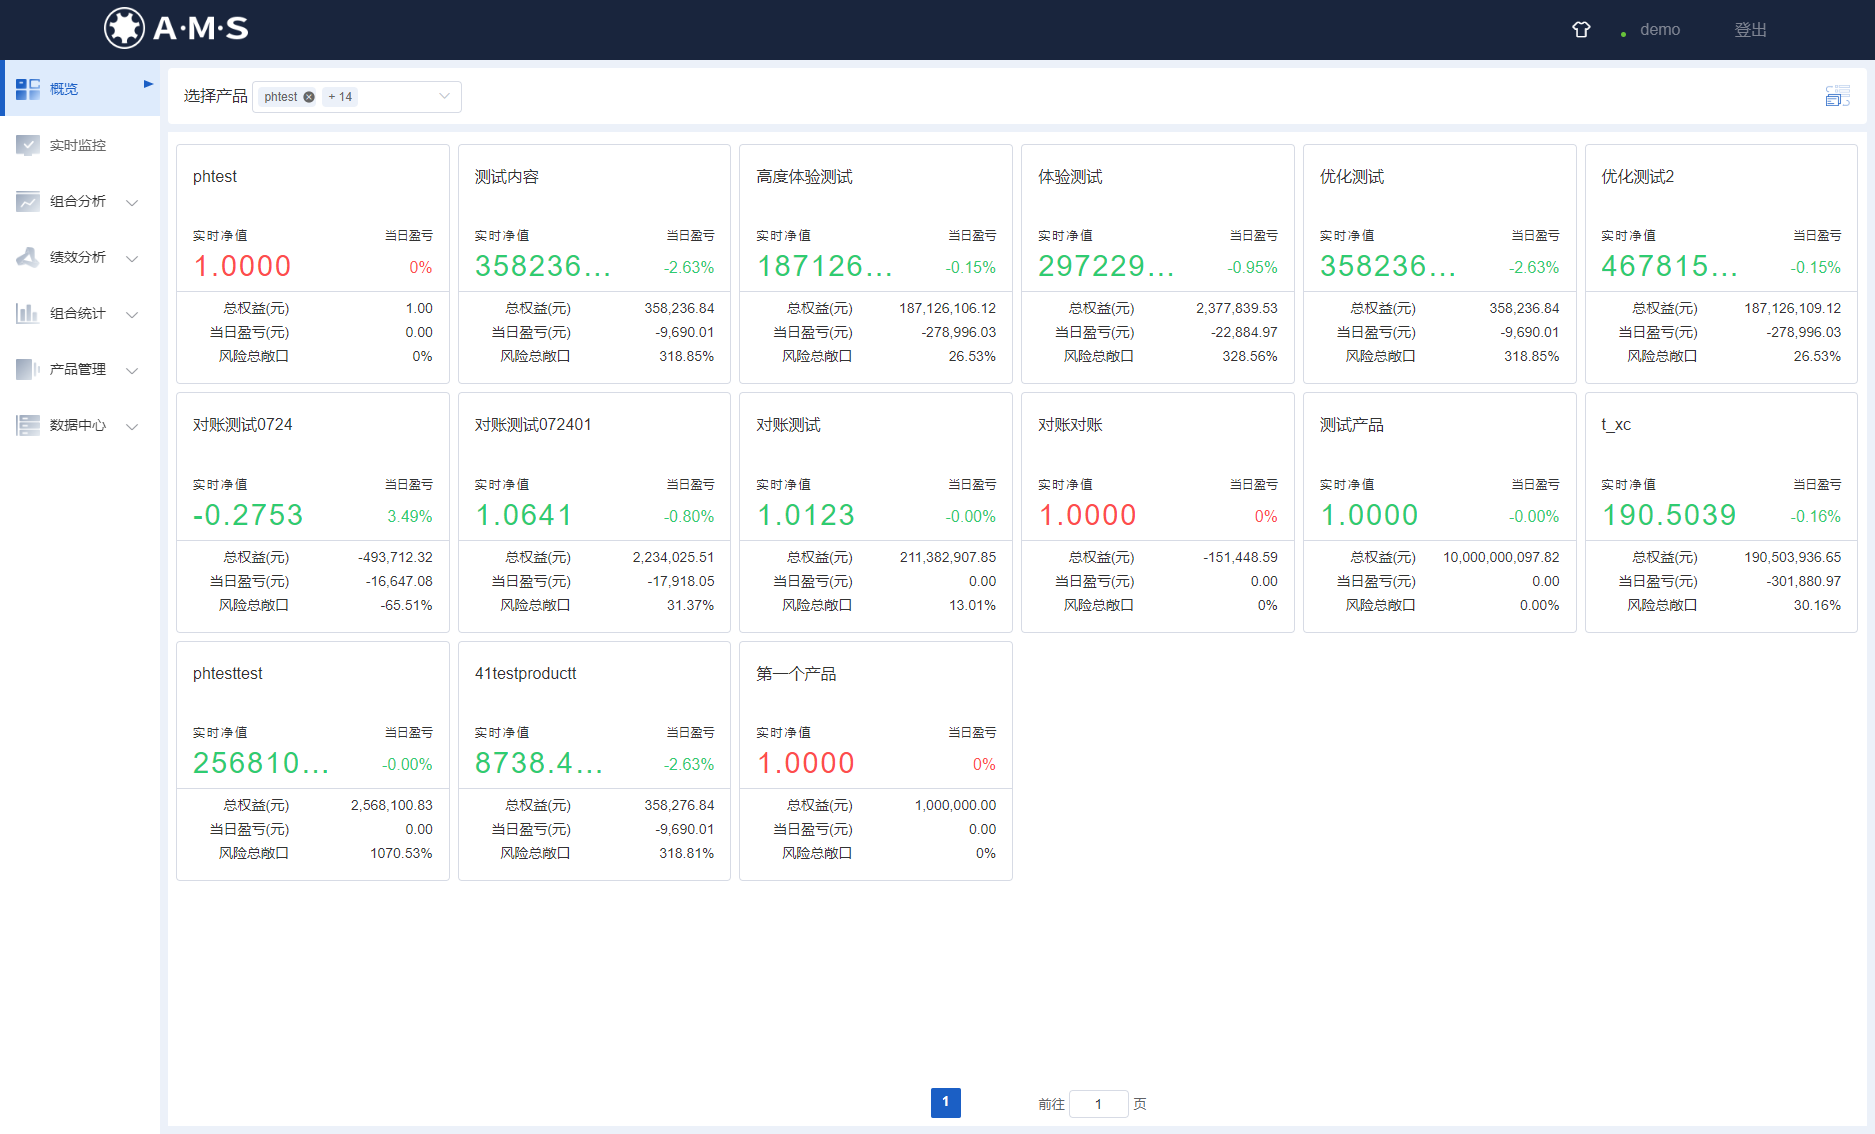 A·M·S
demo
登出
概览
实时监控
组合分析
绩效分析
组合统计
产品管理
数据中心
选择产品
phtest
+ 14
phtest
实时净值 当日盈亏
1.0000 0%
总权益(元) 1.00
当日盈亏(元) 0.00
风险总敞口 0%
测试内容
实时净值 当日盈亏
358236... -2.63%
总权益(元) 358,236.84
当日盈亏(元) -9,690.01
风险总敞口 318.85%
高度体验测试
实时净值 当日盈亏
187126... -0.15%
总权益(元) 187,126,106.12
当日盈亏(元) -278,996.03
风险总敞口 26.53%
体验测试
实时净值 当日盈亏
297229... -0.95%
总权益(元) 2,377,839.53
当日盈亏(元) -22,884.97
风险总敞口 328.56%
优化测试
实时净值 当日盈亏
358236... -2.63%
总权益(元) 358,236.84
当日盈亏(元) -9,690.01
风险总敞口 318.85%
优化测试2
实时净值 当日盈亏
467815... -0.15%
总权益(元) 187,126,109.12
当日盈亏(元) -278,996.03
风险总敞口 26.53%
对账测试0724
实时净值 当日盈亏
-0.2753 3.49%
总权益(元) -493,712.32
当日盈亏(元) -16,647.08
风险总敞口 -65.51%
对账测试072401
实时净值 当日盈亏
1.0641 -0.80%
总权益(元) 2,234,025.51
当日盈亏(元) -17,918.05
风险总敞口 31.37%
对账测试
实时净值 当日盈亏
1.0123 -0.00%
总权益(元) 211,382,907.85
当日盈亏(元) 0.00
风险总敞口 13.01%
对账对账
实时净值 当日盈亏
1.0000 0%
总权益(元) -151,448.59
当日盈亏(元) 0.00
风险总敞口 0%
测试产品
实时净值 当日盈亏
1.0000 -0.00%
总权益(元) 10,000,000,097.82
当日盈亏(元) 0.00
风险总敞口 0.00%
t_xc
实时净值 当日盈亏
190.5039 -0.16%
总权益(元) 190,503,936.65
当日盈亏(元) -301,880.97
风险总敞口 30.16%
phtesttest
实时净值 当日盈亏
256810... -0.00%
总权益(元) 2,568,100.83
当日盈亏(元) 0.00
风险总敞口 1070.53%
41testproductt
实时净值 当日盈亏
8738.4... -2.63%
总权益(元) 358,276.84
当日盈亏(元) -9,690.01
风险总敞口 318.81%
第一个产品
实时净值 当日盈亏
1.0000 0%
总权益(元) 1,000,000.00
当日盈亏(元) 0.00
风险总敞口 0%
1
前往 1 页